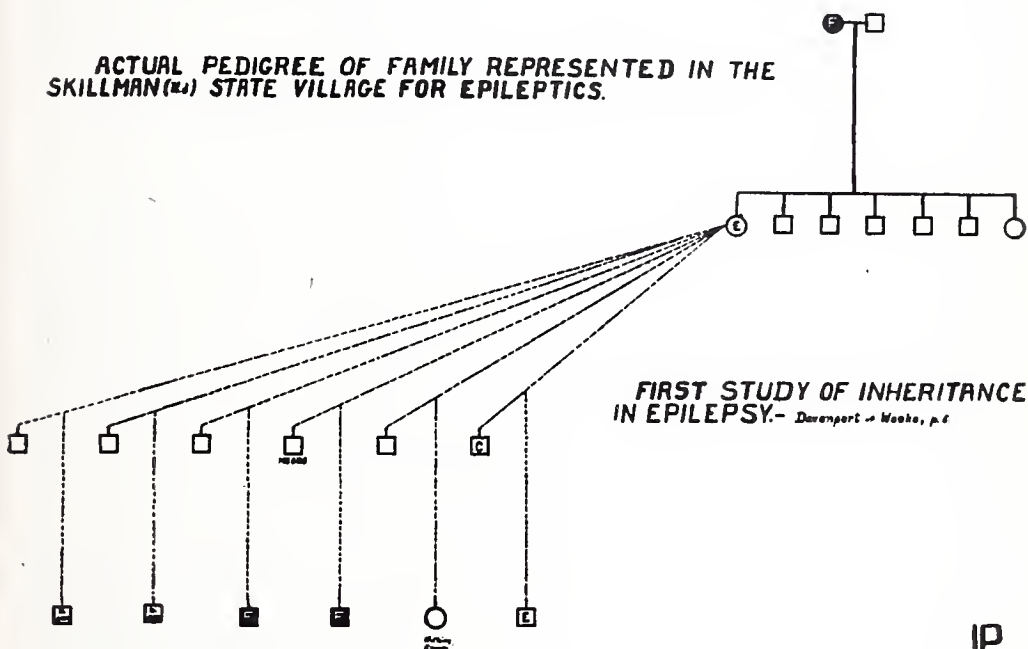 F
ACTUAL PEDIGREE OF FAMILY REPRESENTED IN THE
SKILLMAN(N.J.) STATE VILLAGE FOR EPILEPTICS.
E
FIRST STUDY OF INHERITANCE
IN EPILEPSY.- Davenport & Weeks, p. 6
C
F
E
IP